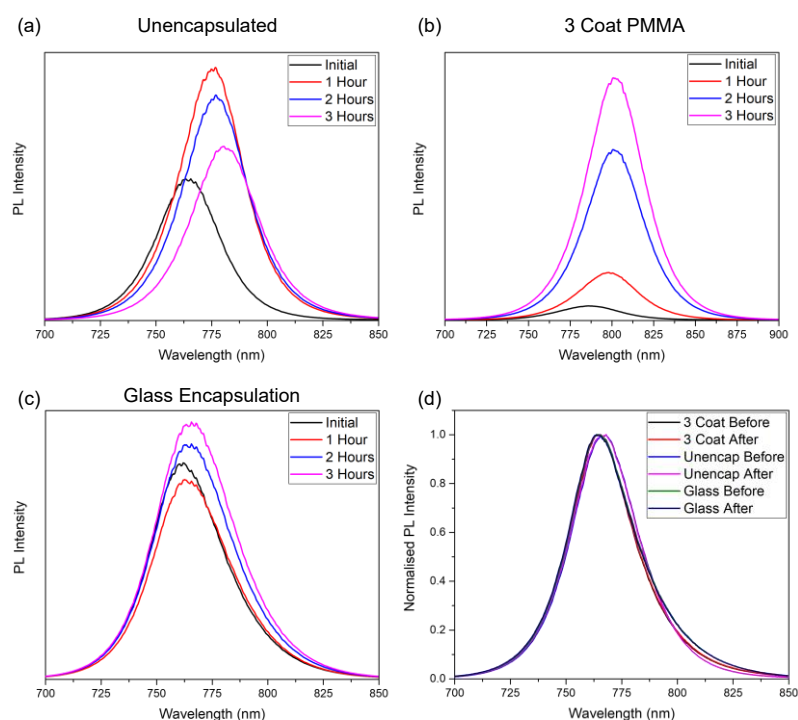 (a) Unencapsulated
PL Intensity
Initial
1 Hour
2 Hours
3 Hours
700 725 750 775 800 825 850
Wavelength (nm)
(b) 3 Coat PMMA
PL Intensity
Initial
1 Hour
2 Hours
3 Hours
700 725 750 775 800 825 850 875 900
Wavelength (nm)
(c) Glass Encapsulation
PL Intensity
Initial
1 Hour
2 Hours
3 Hours
700 725 750 775 800 825 850
Wavelength (nm)
(d)
Normalised PL Intensity
1.0
0.8
0.6
0.4
0.2
0.0
3 Coat Before
3 Coat After
Unencap Before
Unencap After
Glass Before
Glass After
700 725 750 775 800 825 850
Wavelength (nm)